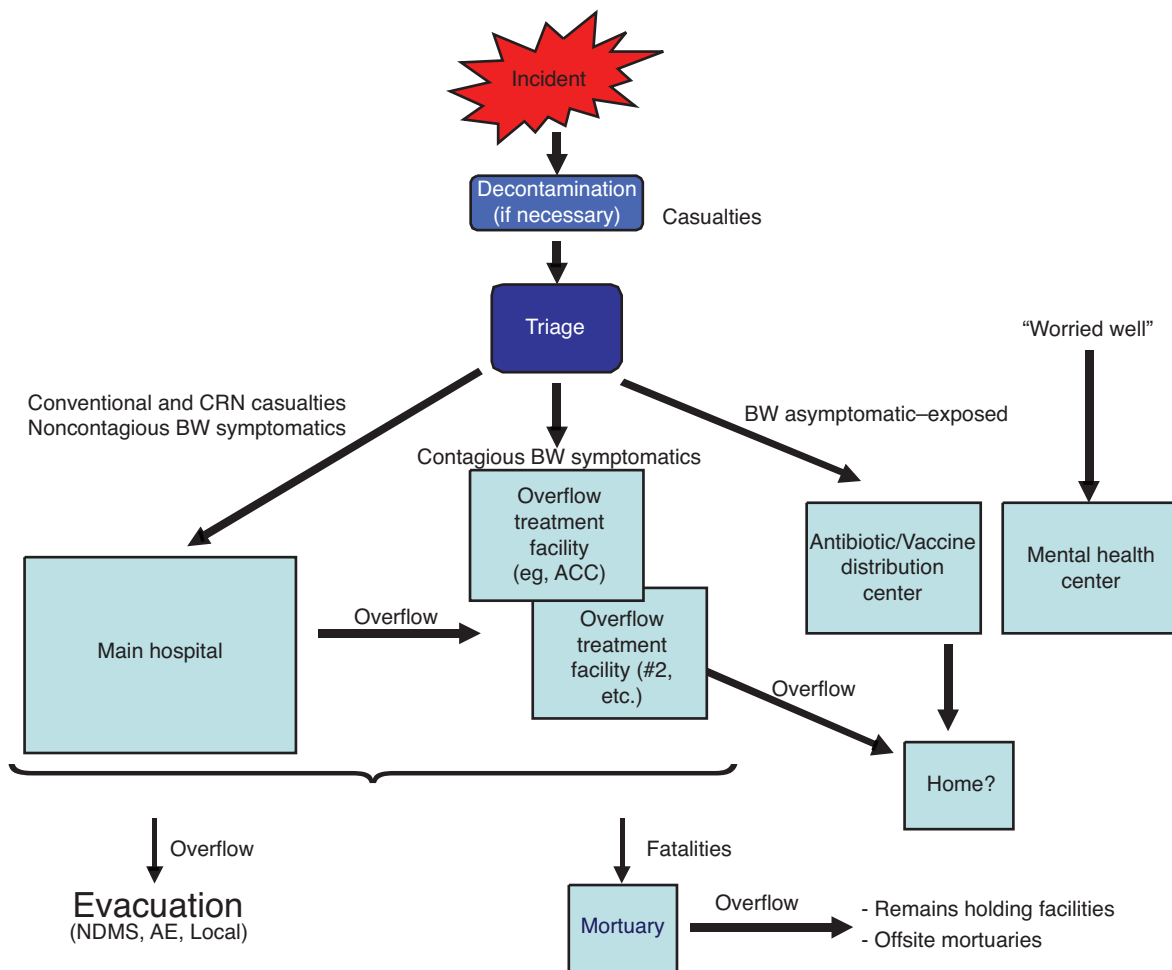 Incident
Decontamination
(if necessary)
Casualties
Triage
“Worried well”
Conventional and CRN casualties
Noncontagious BW symptomatics
BW asymptomatic–exposed
Contagious BW symptomatics
Overflow
treatment
facility
(eg, ACC)
Antibiotic/Vaccine
distribution
center
Mental health
center
Main hospital
Overflow
Overflow
treatment
facility (#2,
etc.)
Overflow
Home?
Overflow
Fatalities
Evacuation
(NDMS, AE, Local)
Mortuary
Overflow
- Remains holding facilities
- Offsite mortuaries